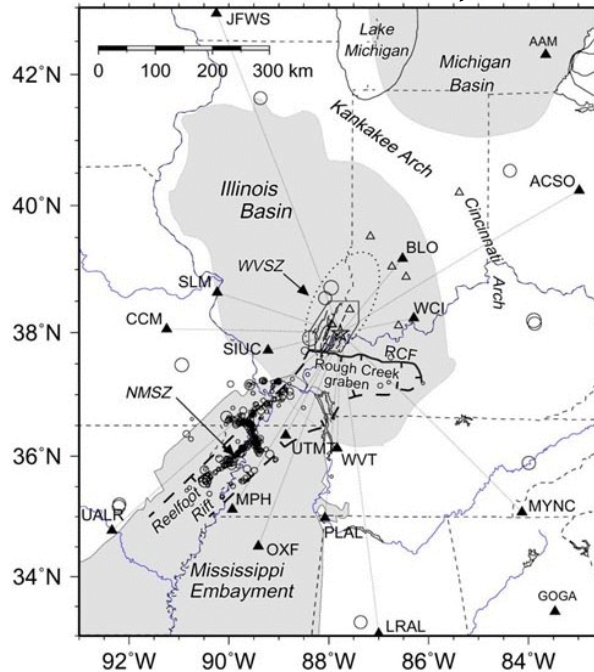 JFWS
Lake
Michigan
AAM
Michigan
Basin
0 100 200 300 km
42°N
Kankakee Arch
ACSO
40°N
Illinois
Basin
Cincinnati Arch
BLO
WVSZ
SLM
WCI
CCM
38°N
SIUC
RCF
Rough Creek
graben
NMSZ
36°N
UTMT
WVT
Reelfoot
Rift
MPH
MYNC
UALR
PLAL
OXF
34°N
Mississippi
Embayment
GOGA
LRAL
92°W 90°W 88°W 86°W 84°W